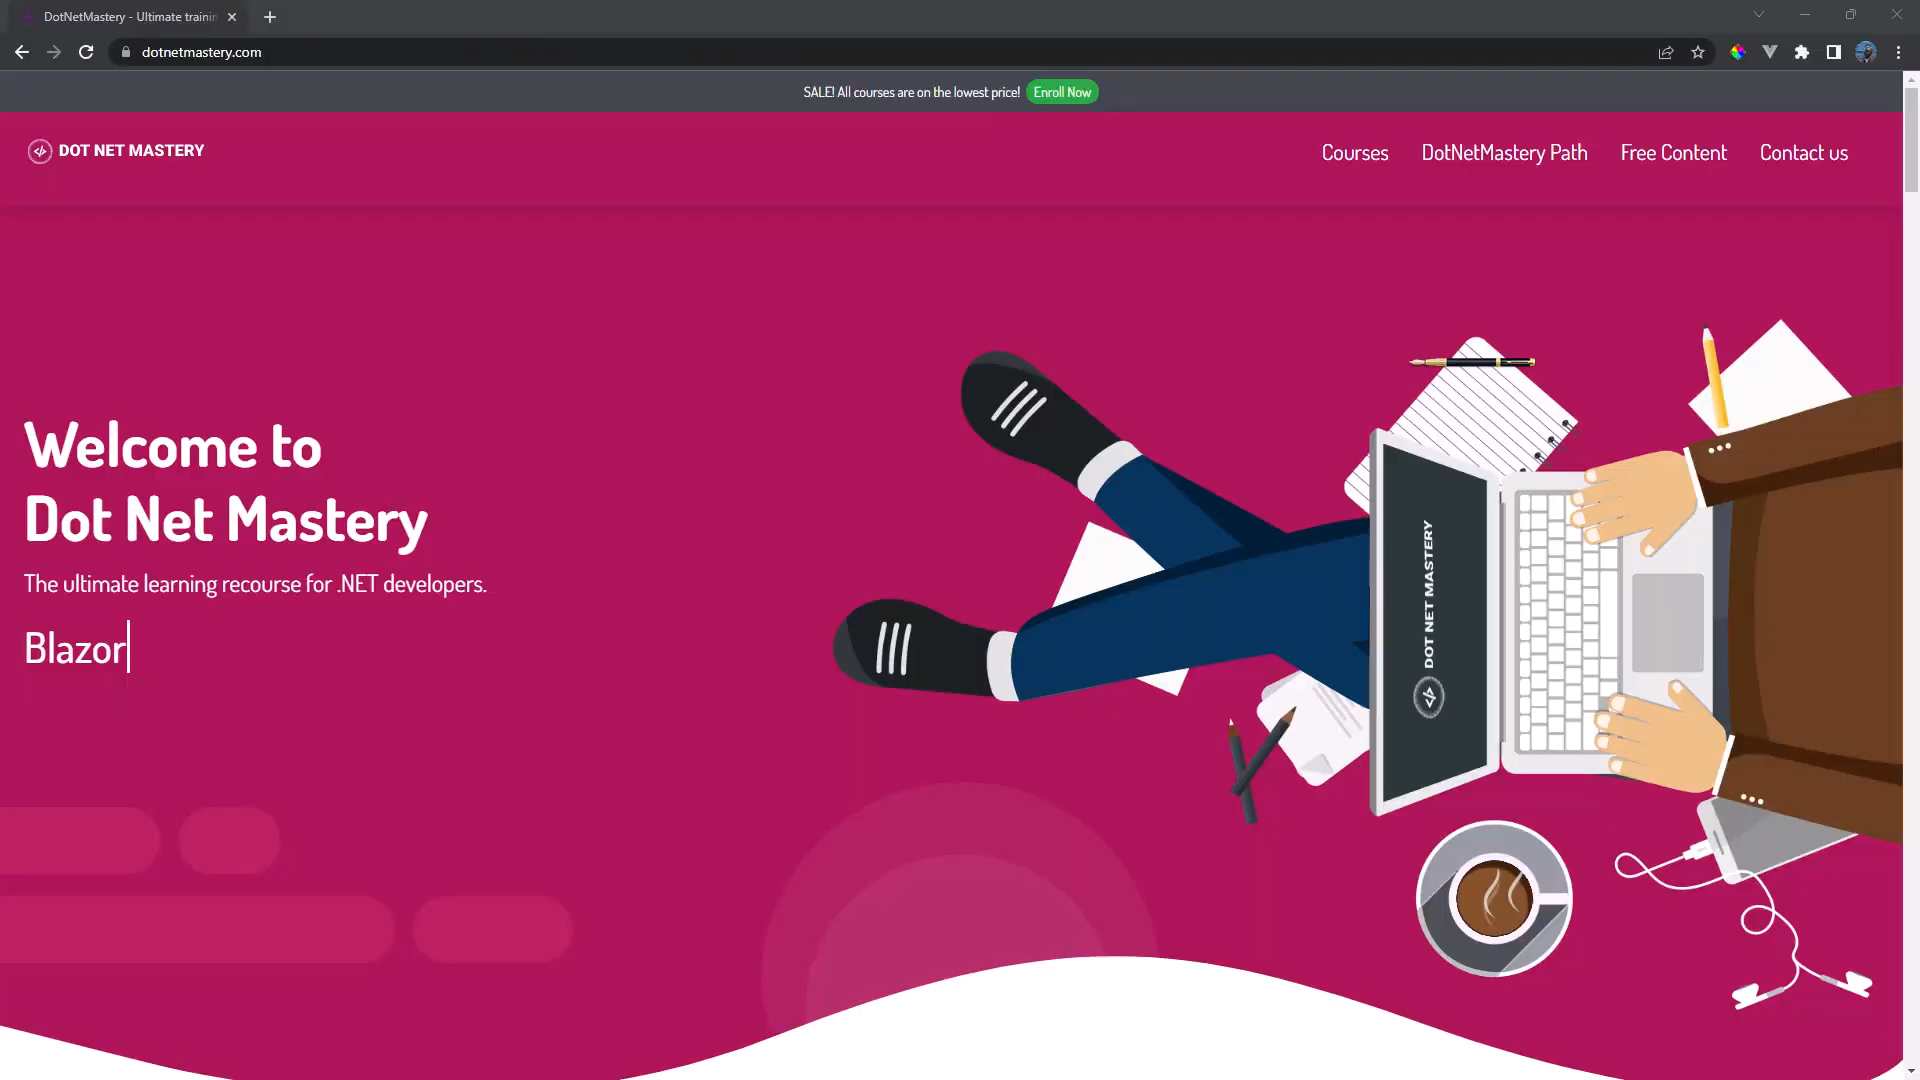 DotNetMastery - Ultimate trainin
dotnetmastery.com
SALE! All courses are on the lowest price! Enroll Now
</> DOT NET MASTERY
Courses DotNetMastery Path Free Content Contact us
Welcome to
Dot Net Mastery
The ultimate learning recourse for .NET developers.
Blazor
</> DOT NET MASTERY